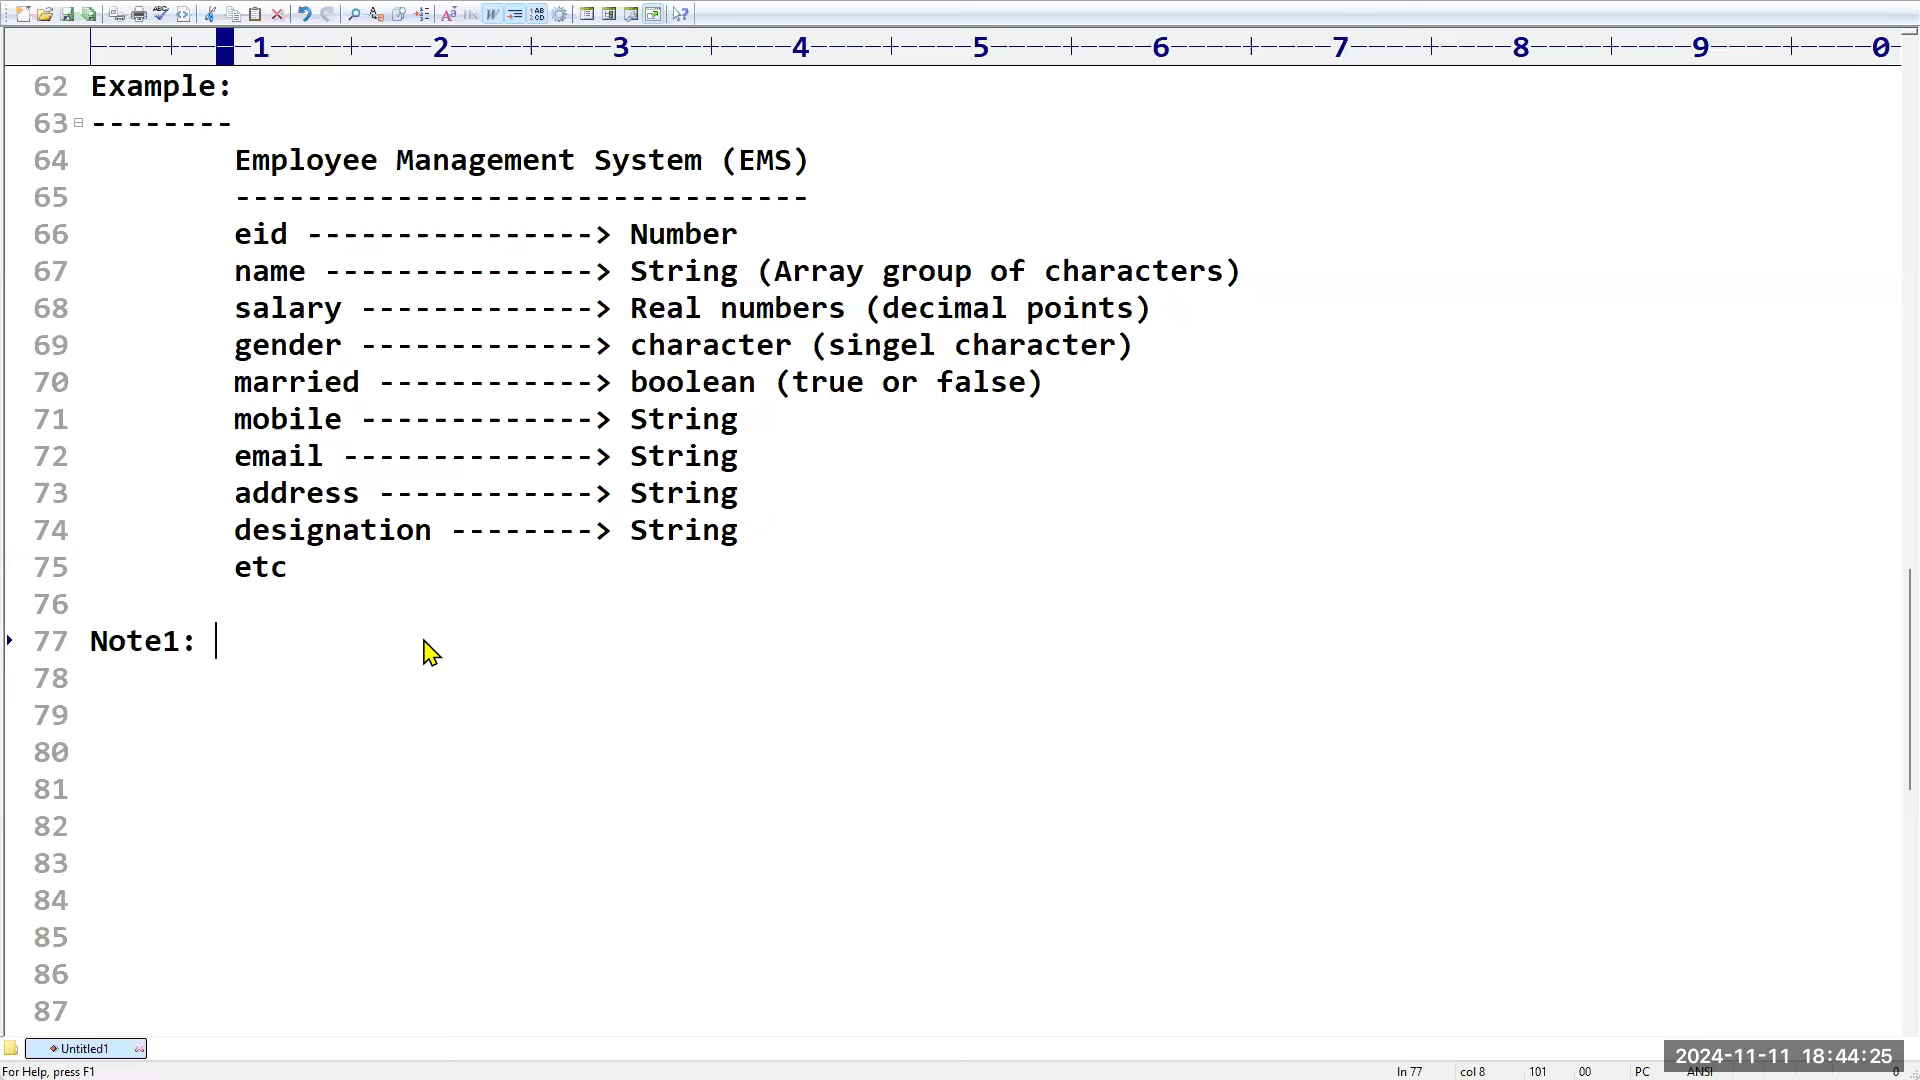 1 2 3 4 5 6 7 8 9 0
62 Example:
63 --------
64 Employee Management System (EMS)
65 --------------------------------
66 eid ----------------> Number
67 name ---------------> String (Array group of characters)
68 salary -------------> Real numbers (decimal points)
69 gender -------------> character (singel character)
70 married ------------> boolean (true or false)
71 mobile -------------> String
72 email --------------> String
73 address ------------> String
74 designation --------> String
75 etc
76
77 Note1:
78
79
80
81
82
83
84
85
86
87
Untitled1
2024-11-11 18:44:25
For Help, press F1 ln 77 col 8 101 00 PC ANSI 0